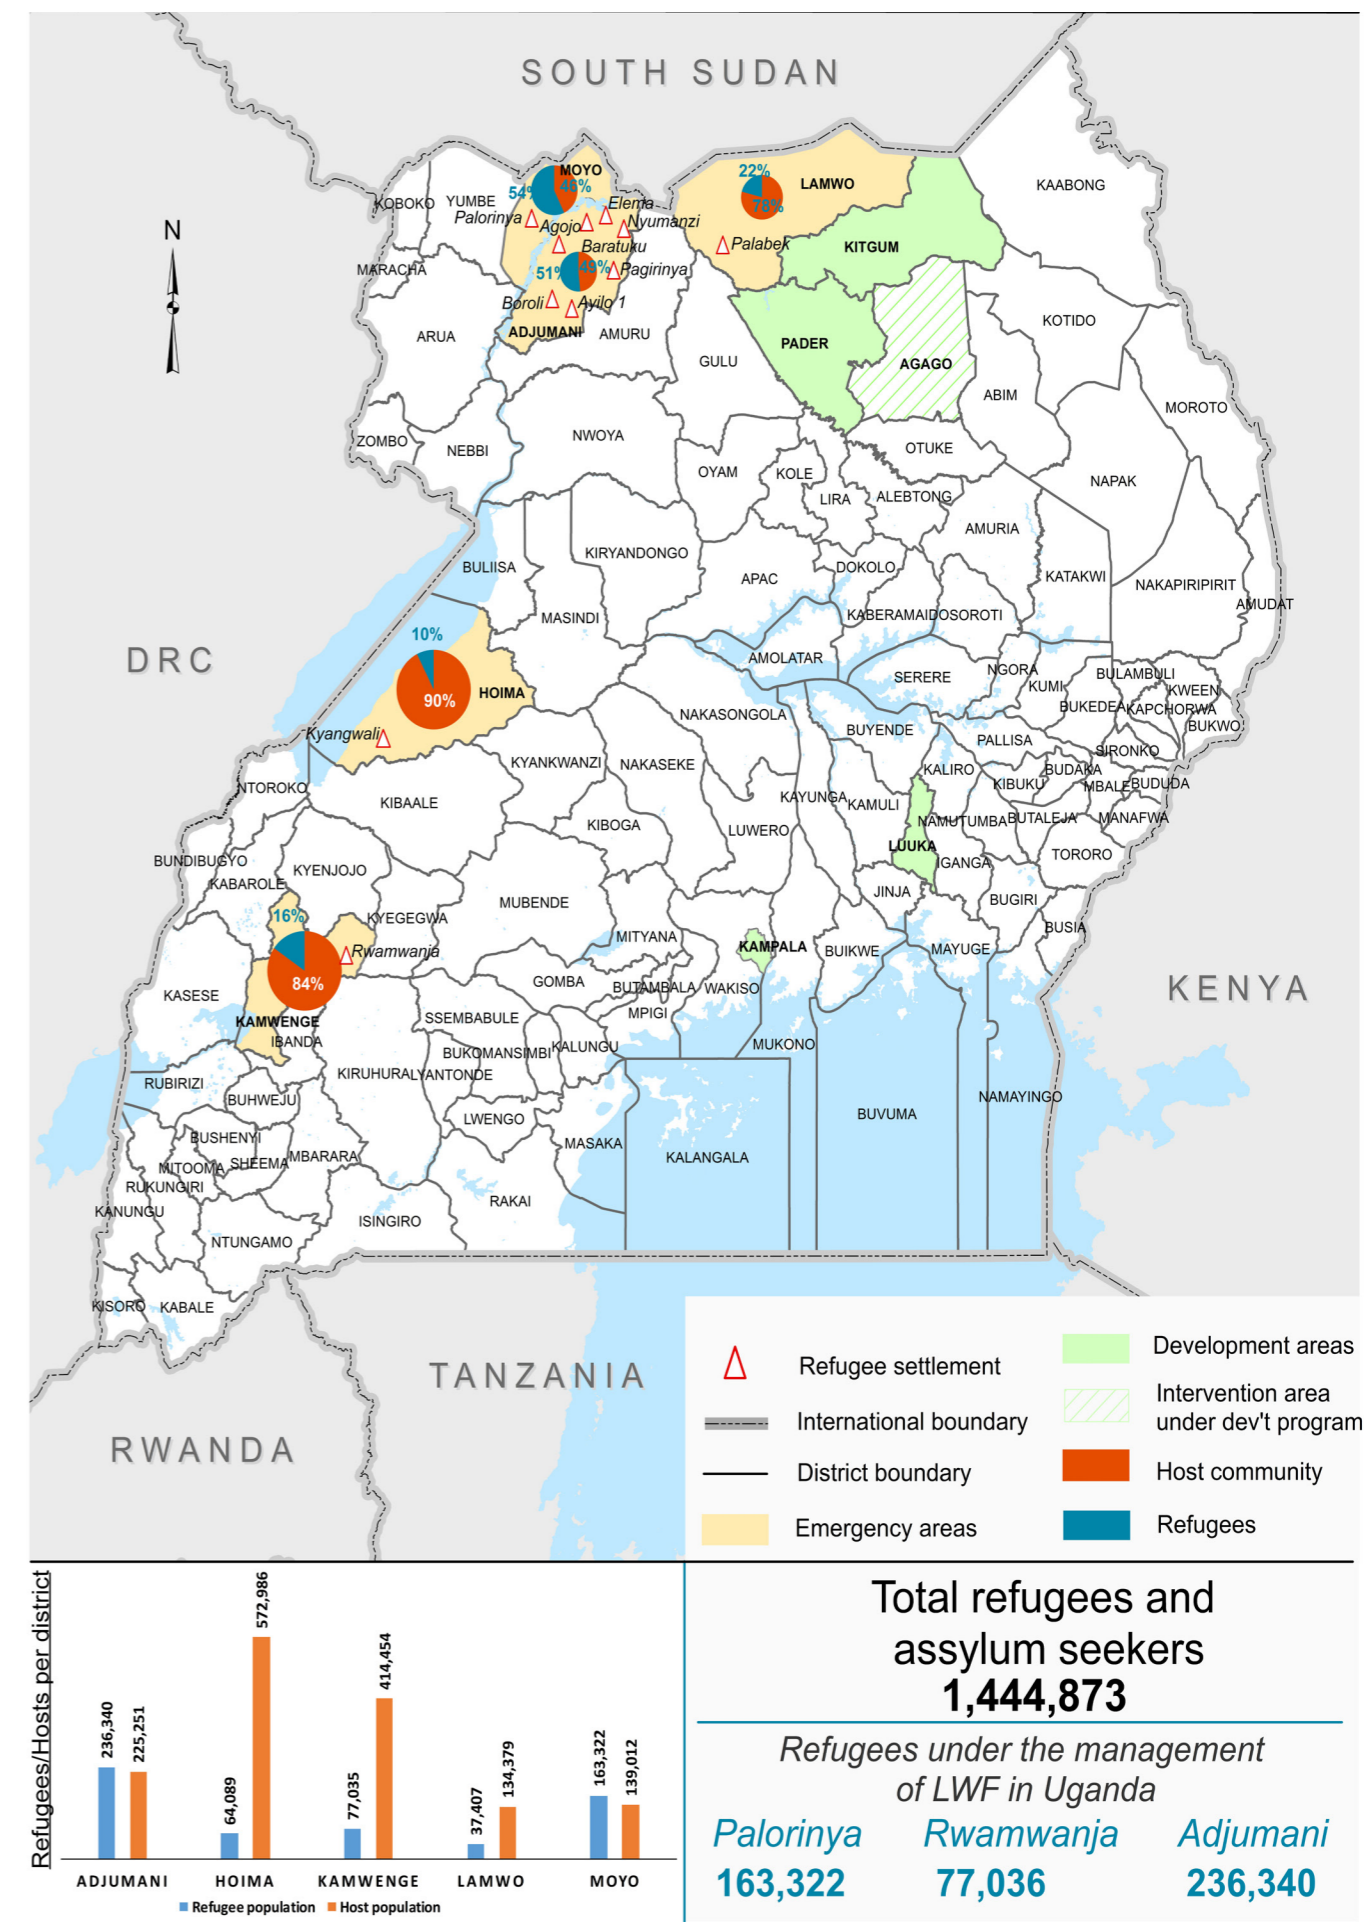 SOUTH SUDAN
N
MOYO
54%
46%
22%
78%
LAMWO
KAABONG
KOBOKO
YUMBE
Palorinya
Agojo
Elema
Nyumanzi
Baratuku
Palabek
KITGUM
MARACHA
51%
49%
Pagirinya
Boroli
Ayilo 1
ADJUMANI
AMURU
ARUA
PADER
AGAGO
KOTIDO
GULU
ABIM
MOROTO
ZOMBO
NEBBI
NWOYA
OTUKE
OYAM
KOLE
LIRA
ALEBTONG
NAPAK
AMURIA
KIRYANDONGO
BULIISA
APAC
DOKOLO
KATAKWI
NAKAPIRIPIRIT
AMUDAT
MASINDI
KABERAMAIDO
SOROTI
DRC
10%
90%
HOIMA
AMOLATAR
SERERE
NGORA
KUMI
BULAMBULI
KWEEN
BUKEDEA
KAPCHORWA
BUKWO
NAKASONGOLA
BUYENDE
PALLISA
SIRONKO
Kyangwali
KYANKWANZI
NAKASEKE
KALIRO
BUDAKA
KIBUKU
MBALE
BUDUDA
NTOROKO
KIBAALE
KAYUNGA
KAMULI
NAMUTUMBA
BUTALEJA
MANAFWA
KIBOGA
LUWERO
LUUKA
IGANGA
TORORO
BUNDIBUGYO
KYENJOJO
KABAROLE
JINJA
BUGIRI
MUBENDE
16%
84%
KYEGEGWA
Rwamwanja
MITYANA
KAMPALA
BUIKWE
MAYUGE
BUSIA
KASESE
GOMBA
BUTAMBALA
WAKISO
KENYA
KAMWENGE
IBANDA
SSEMBABULE
MPIGI
MUKONO
BUKOMANSIMBI
KALUNGU
RUBIRIZI
KIRUHURA
LYANTONDE
BUHWEJU
NAMAYINGO
LWENGO
BUVUMA
BUSHENYI
MASAKA
KALANGALA
MITOOMA
SHEEMA
MBARARA
RUKUNGIRI
KANUNGU
RAKAI
ISINGIRO
NTUNGAMO
KISORO
KABALE
TANZANIA
RWANDA
Refugee settlement
International boundary
District boundary
Emergency areas
Development areas
Intervention area
under dev't program
Host community
Refugees
Refugees/Hosts per district
236,340
225,251
64,089
572,986
77,035
414,454
37,407
134,379
163,322
139,012
ADJUMANI
HOIMA
KAMWENGE
LAMWO
MOYO
Refugee population
Host population
Total refugees and
assylum seekers
1,444,873
Refugees under the management
of LWF in Uganda
Palorinya Rwamwanja Adjumani
163,322 77,036 236,340